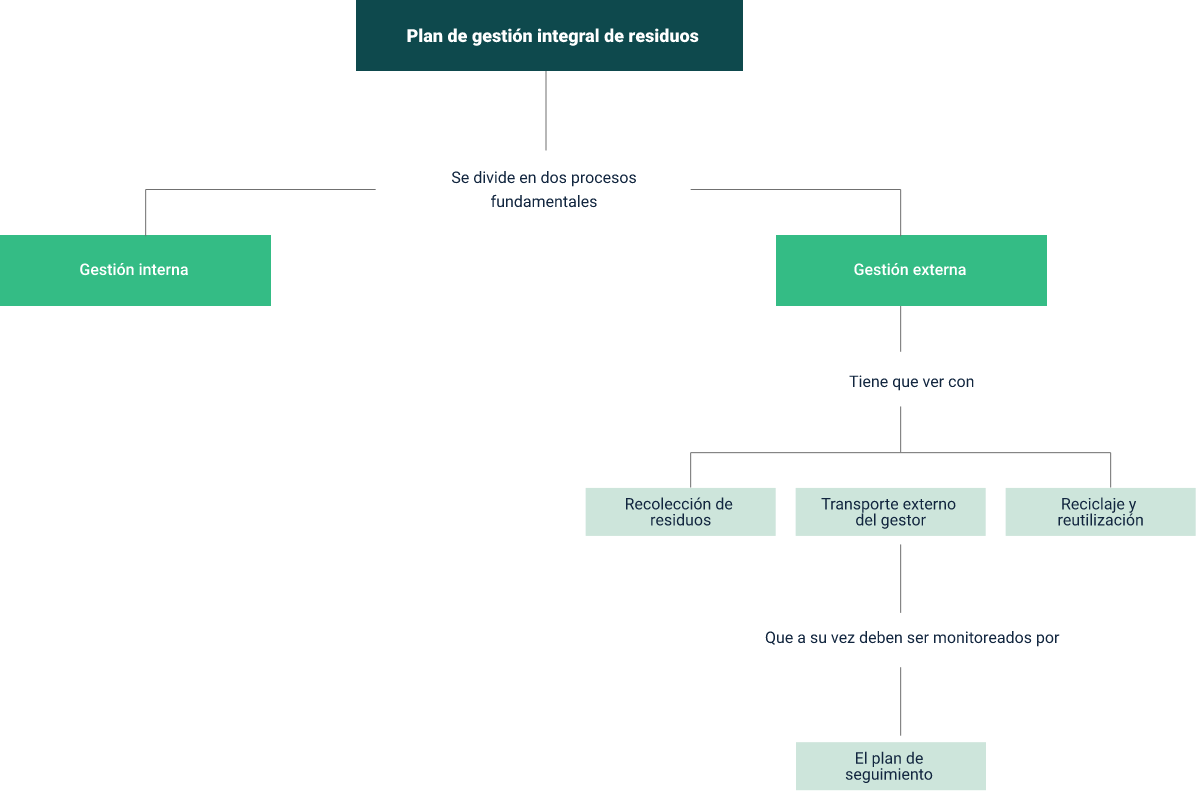 Plan de gestión integral de residuos
Se divide en dos procesos
fundamentales
Gestión interna
Gestión externa
Tiene que ver con
Recolección de
residuos
Transporte externo
del gestor
Reciclaje y
reutilización
Que a su vez deben ser monitoreados por
El plan de
seguimiento